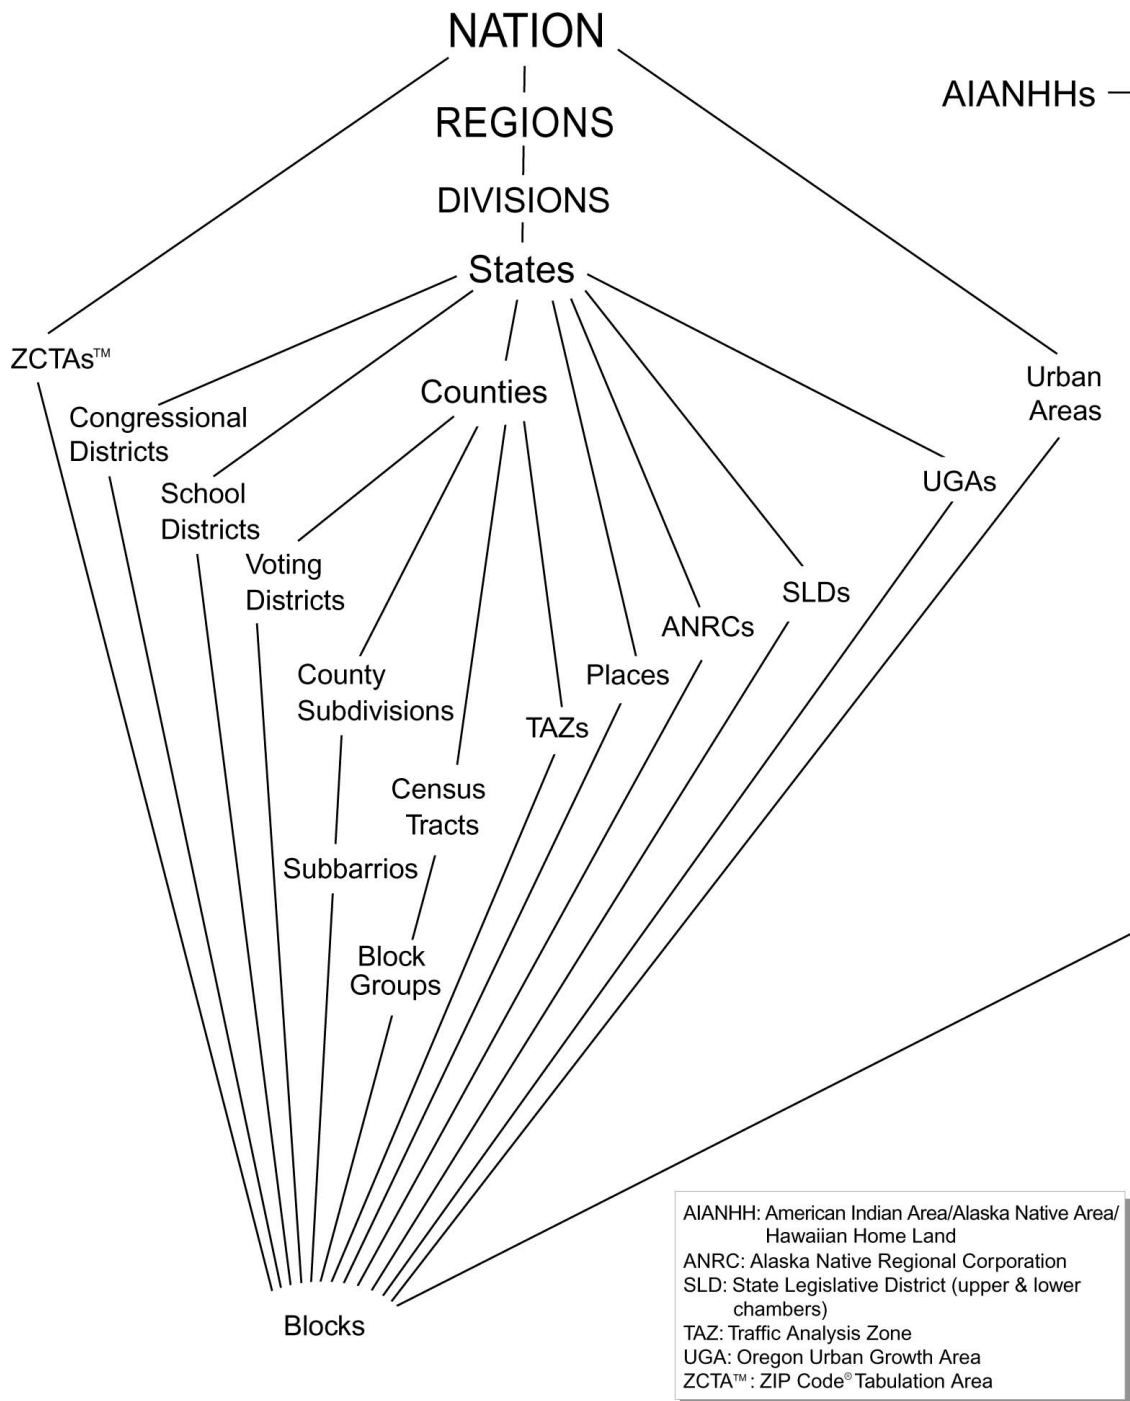 NATION
AIANHHs
REGIONS
DIVISIONS
States
ZCTAs™
Congressional
Districts
School
Districts
Voting
Districts
Counties
Urban
Areas
UGAs
SLDs
ANRCs
Places
County
Subdivisions
TAZs
Census
Tracts
Subbarrios
Block
Groups
Blocks
AIANHH: American Indian Area/Alaska Native Area/
Hawaiian Home Land
ANRC: Alaska Native Regional Corporation
SLD: State Legislative District (upper & lower
chambers)
TAZ: Traffic Analysis Zone
UGA: Oregon Urban Growth Area
ZCTA™: ZIP Code® Tabulation Area